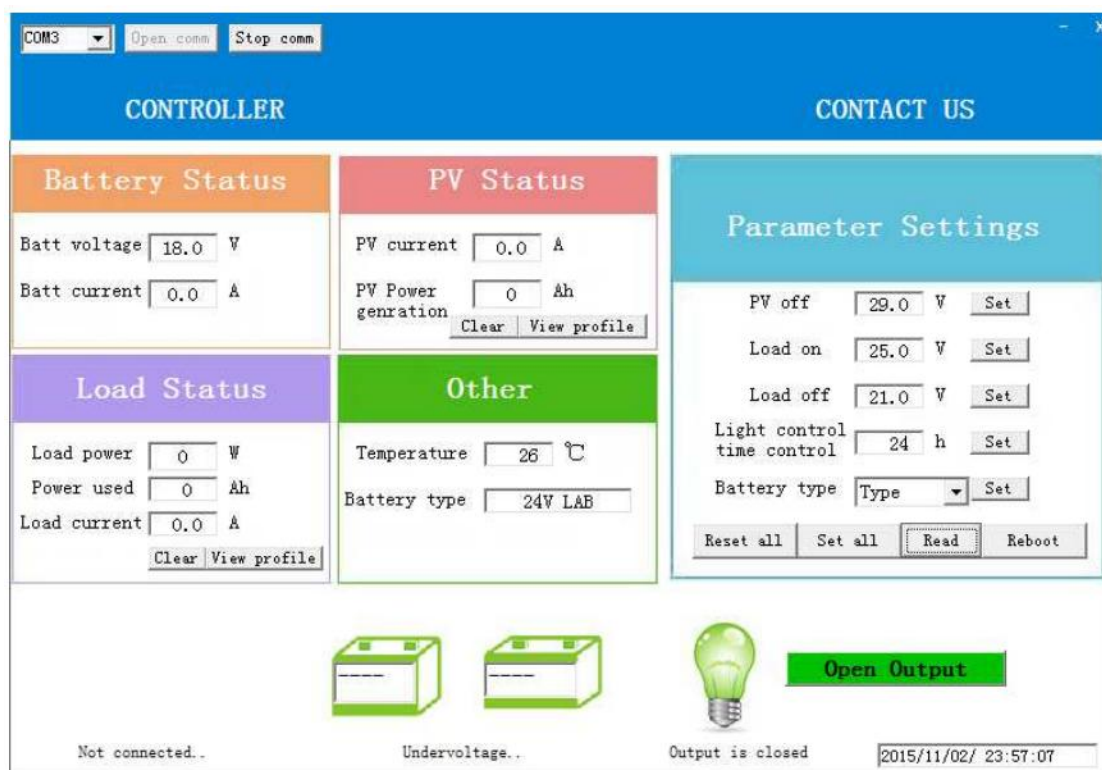 COM3 Open comm Stop comm
CONTROLLER
CONTACT US
Battery Status
Batt voltage 18.0 V
Batt current 0.0 A
PV Status
PV current 0.0 A
PV Power 0 Ah
genration
Clear View profile
Parameter Settings
PV off 29.0 V Set
Load on 25.0 V Set
Load off 21.0 V Set
Light control
time control 24 h Set
Battery type Type Set
Reset all Set all Read Reboot
Load Status
Load power 0 W
Power used 0 Ah
Load current 0.0 A
Clear View profile
Other
Temperature 26 ℃
Battery type 24V LAB
----
----
Open Output
Not connected..
Undervoltage..
Output is closed
2015/11/02/ 23:57:07